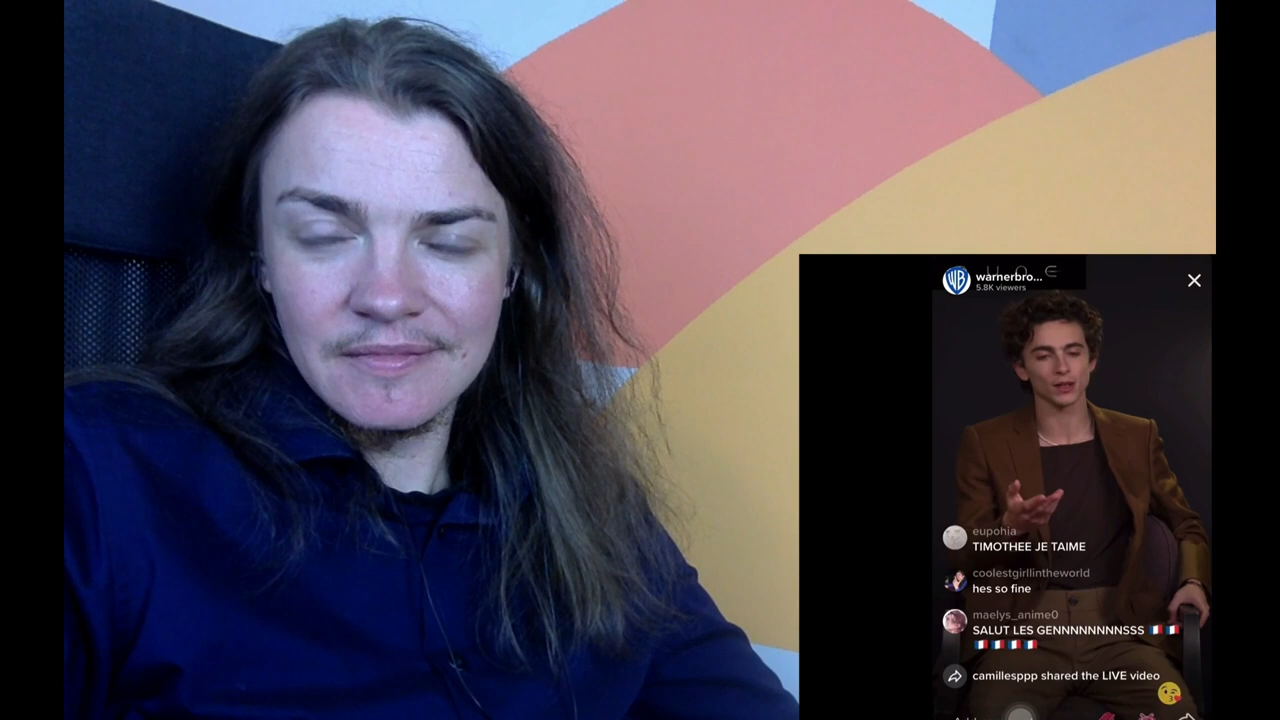 warnerbro...
5.8K viewers
eupohia
TIMOTHEE JE TAIME
coolestgirllintheworld
hes so fine
maelys_anime0
SALUT LES GENNNNNNNNSSS 🇫🇷 🇫🇷
🇫🇷 🇫🇷 🇫🇷 🇫🇷
camillesppp shared the LIVE video